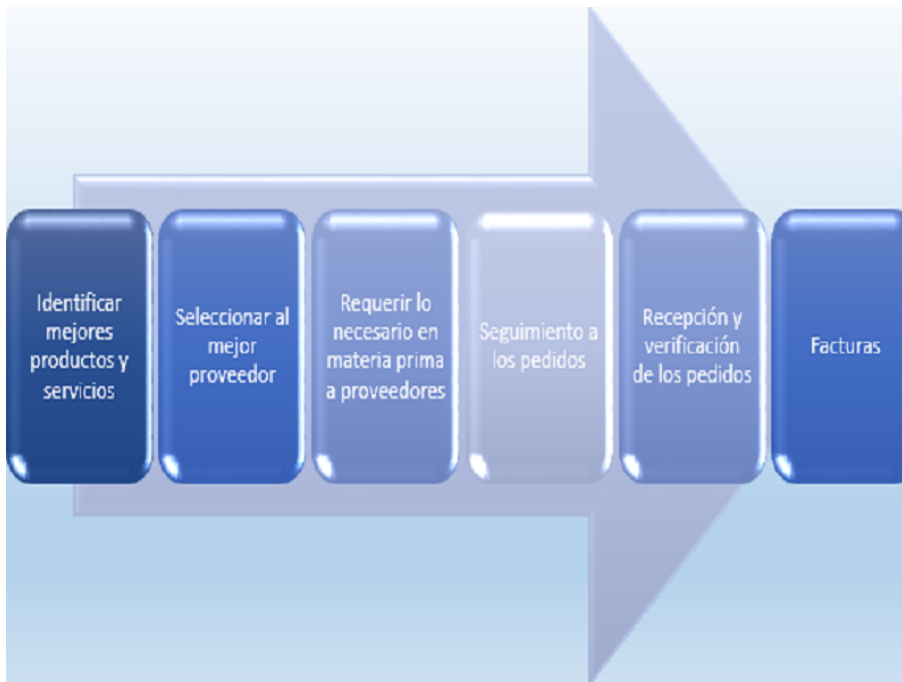 Identificar
mejores
productos y
servicios
Seleccionar al
mejor
proveedor
Requerir lo
necesario en
materia prima
a proveedores
Seguimiento a
los pedidos
Recepción y
verificación
de los pedidos
Facturas